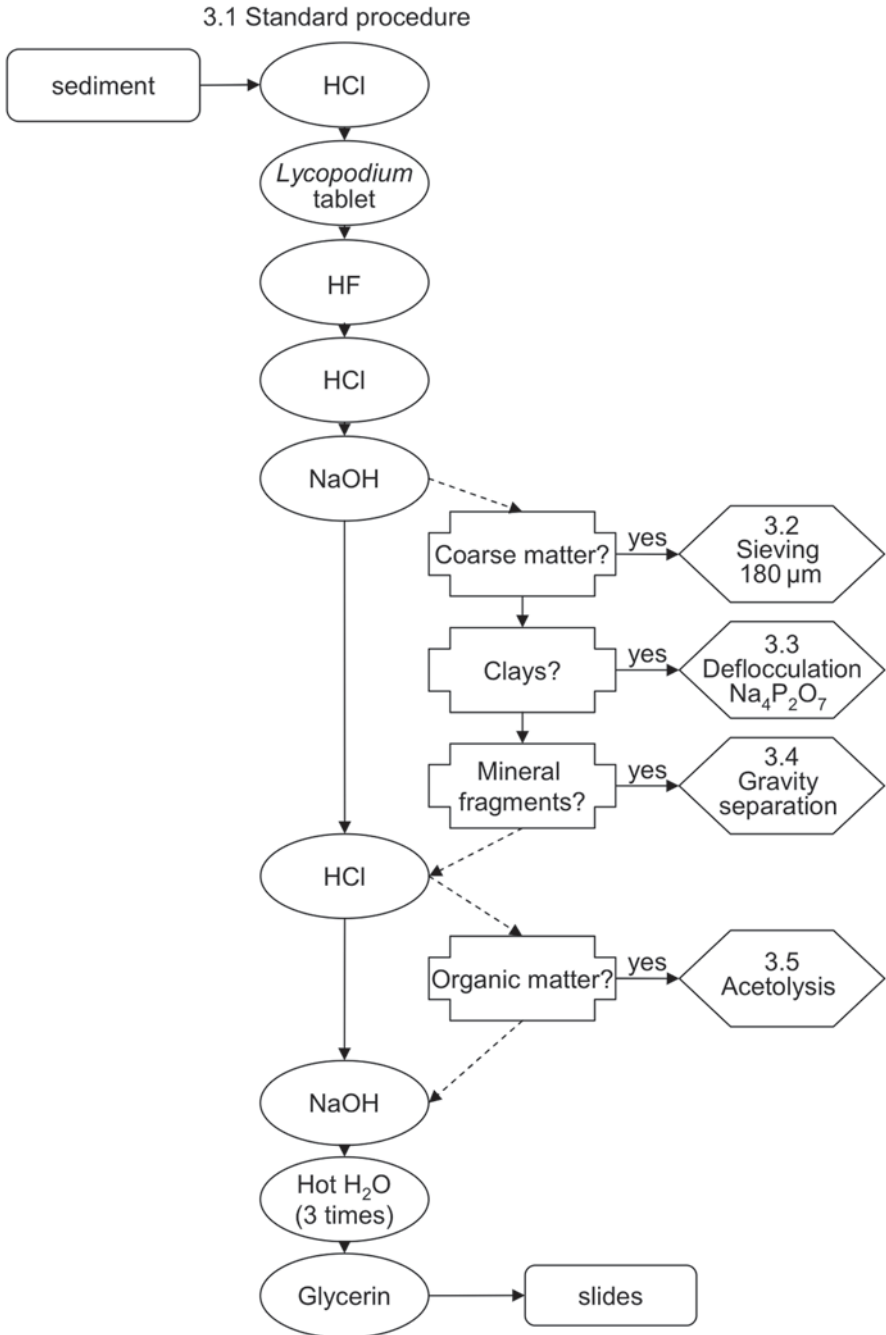 3.1 Standard procedure
sediment
HCl
Lycopodium
tablet
HF
HCl
NaOH
Coarse matter?
yes
3.2
Sieving
180 µm
Clays?
yes
3.3
Deflocculation
Na₄P₂O₇
Mineral
fragments?
yes
3.4
Gravity
separation
HCl
Organic matter?
yes
3.5
Acetolysis
NaOH
Hot H₂O
(3 times)
Glycerin
slides